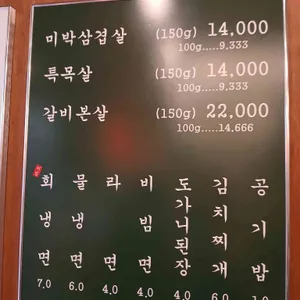 미박삼겹살 (150g) 14,000
100g.....9.333
특목살 (150g) 14,000
100g.....9.333
갈비본살 (150g) 22,000
100g.....14.666
회냉면 7.0
물냉면 6.0
라면 4.0
비빔면 4.0
도가니된장 4.0
김치찌개 6.0
공기밥